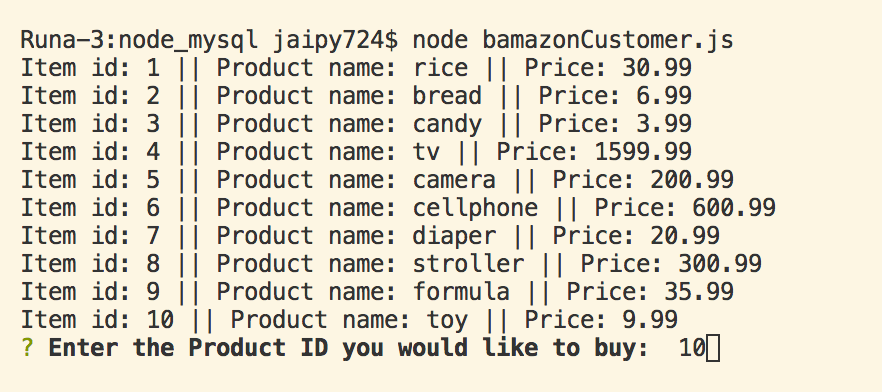 Runa-3:node_mysql jaipy724$ node bamazonCustomer.js
Item id: 1 || Product name: rice || Price: 30.99
Item id: 2 || Product name: bread || Price: 6.99
Item id: 3 || Product name: candy || Price: 3.99
Item id: 4 || Product name: tv || Price: 1599.99
Item id: 5 || Product name: camera || Price: 200.99
Item id: 6 || Product name: cellphone || Price: 600.99
Item id: 7 || Product name: diaper || Price: 20.99
Item id: 8 || Product name: stroller || Price: 300.99
Item id: 9 || Product name: formula || Price: 35.99
Item id: 10 || Product name: toy || Price: 9.99
? Enter the Product ID you would like to buy:  10